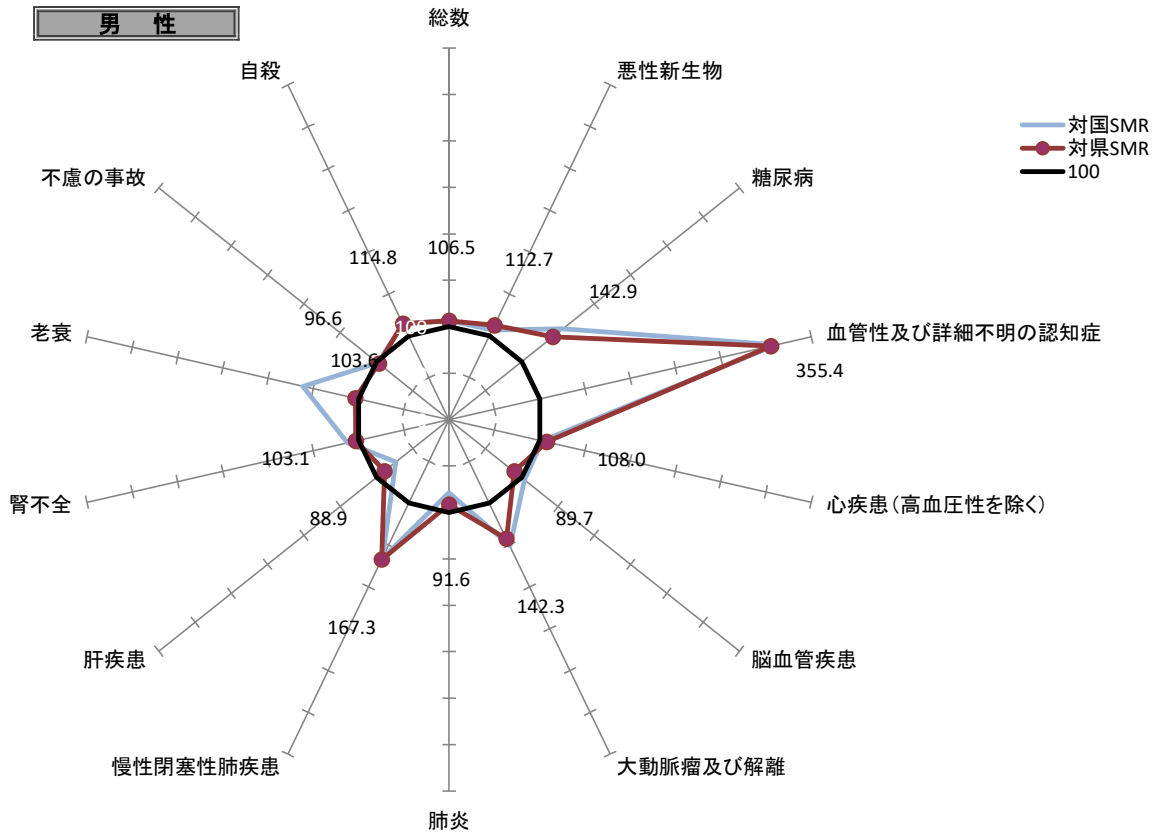 男 性
総数
自殺
悪性新生物
対国SMR
対県SMR
100
不慮の事故
糖尿病
106.5
114.8
112.7
142.9
96.6
100
老衰
血管性及び詳細不明の認知症
103.6
355.4
103.1
108.0
腎不全
心疾患(高血圧性を除く)
88.9
89.7
91.6
142.3
167.3
肝疾患
脳血管疾患
慢性閉塞性肺疾患
大動脈瘤及び解離
肺炎